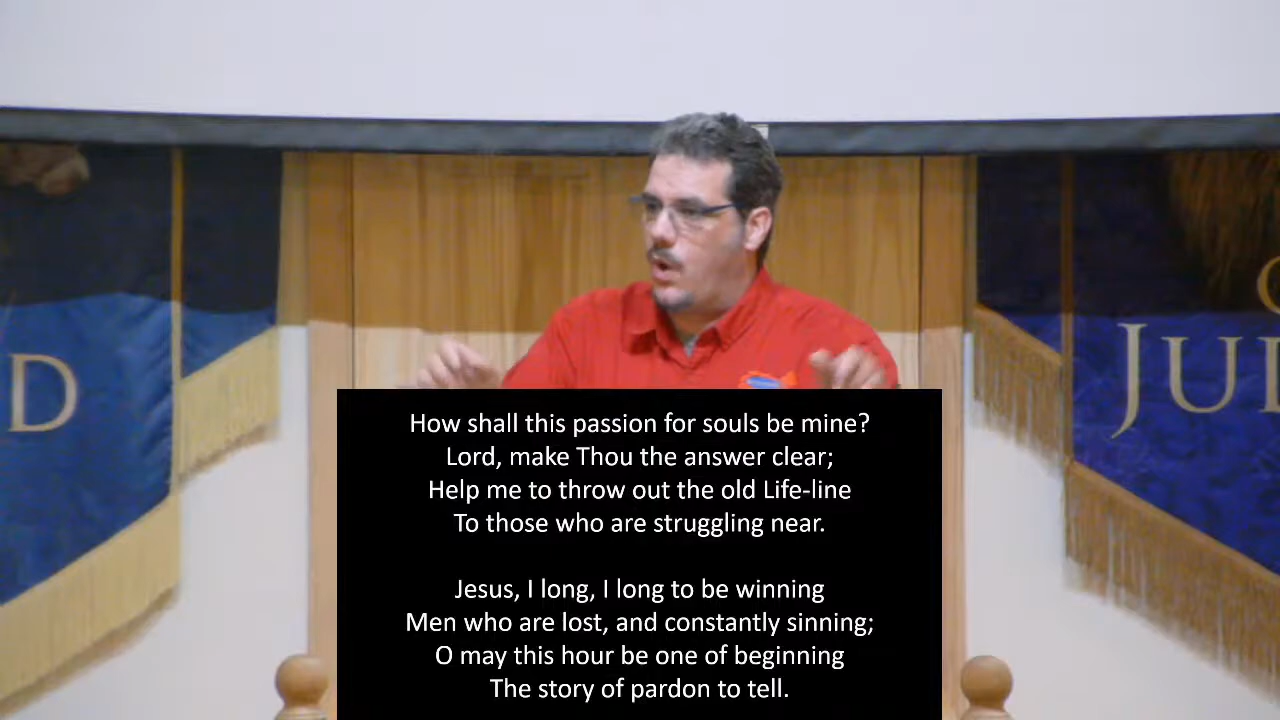 D
JU
How shall this passion for souls be mine?
Lord, make Thou the answer clear;
Help me to throw out the old Life-line
To those who are struggling near.
Jesus, I long, I long to be winning
Men who are lost, and constantly sinning;
O may this hour be one of beginning
The story of pardon to tell.